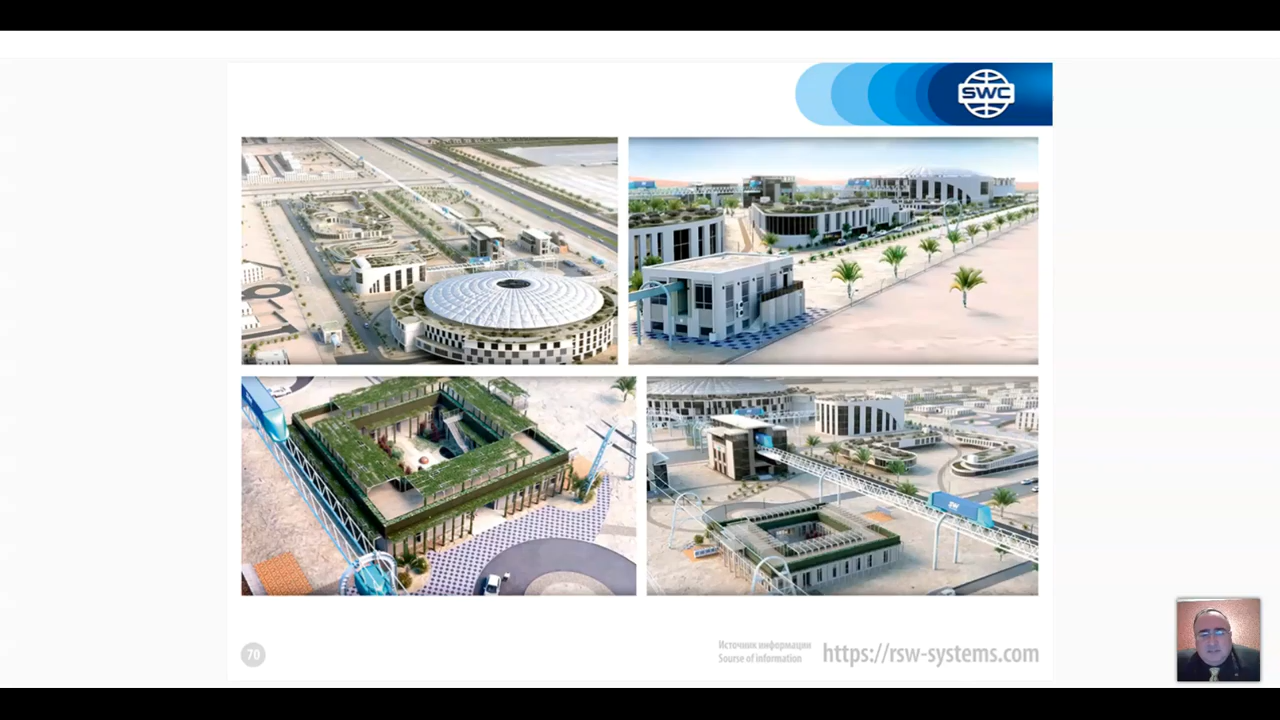 SWC
70
Источник информации
Sourse of information
https://rsw-systems.com